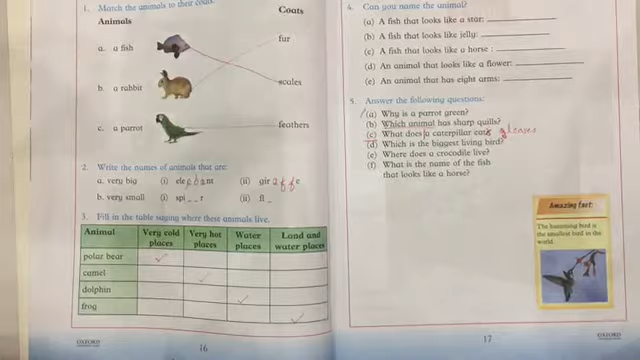 1. Match the animals to their coats.
Animals
Coats
a. a fish
fur
b. a rabbit
scales
c. a parrot
feathers
2. Write the names of animals that are:
a. very big (i) elephant (ii) giraffe
b. very small (i) spi _ _ r (ii) fl _
3. Fill in the table saying where these animals live.
Animal Very cold places Very hot places Water places Land and water places
polar bear ✓
camel ✓
dolphin ✓
frog ✓
OXFORD
16
4. Can you name the animal?
(a) A fish that looks like a star:
(b) A fish that looks like jelly:
(c) A fish that looks like a horse :
(d) An animal that looks like a flower:
(e) An animal that has eight arms:
5. Answer the following questions:
(a) Why is a parrot green?
(b) Which animal has sharp quills?
(c) What does a caterpillar eat?
(d) Which is the biggest living bird?
(e) Where does a crocodile live?
(f) What is the name of the fish
that looks like a horse?
Amazing fact:
The humming bird is
the smallest bird in the
world.
17
OXFORD